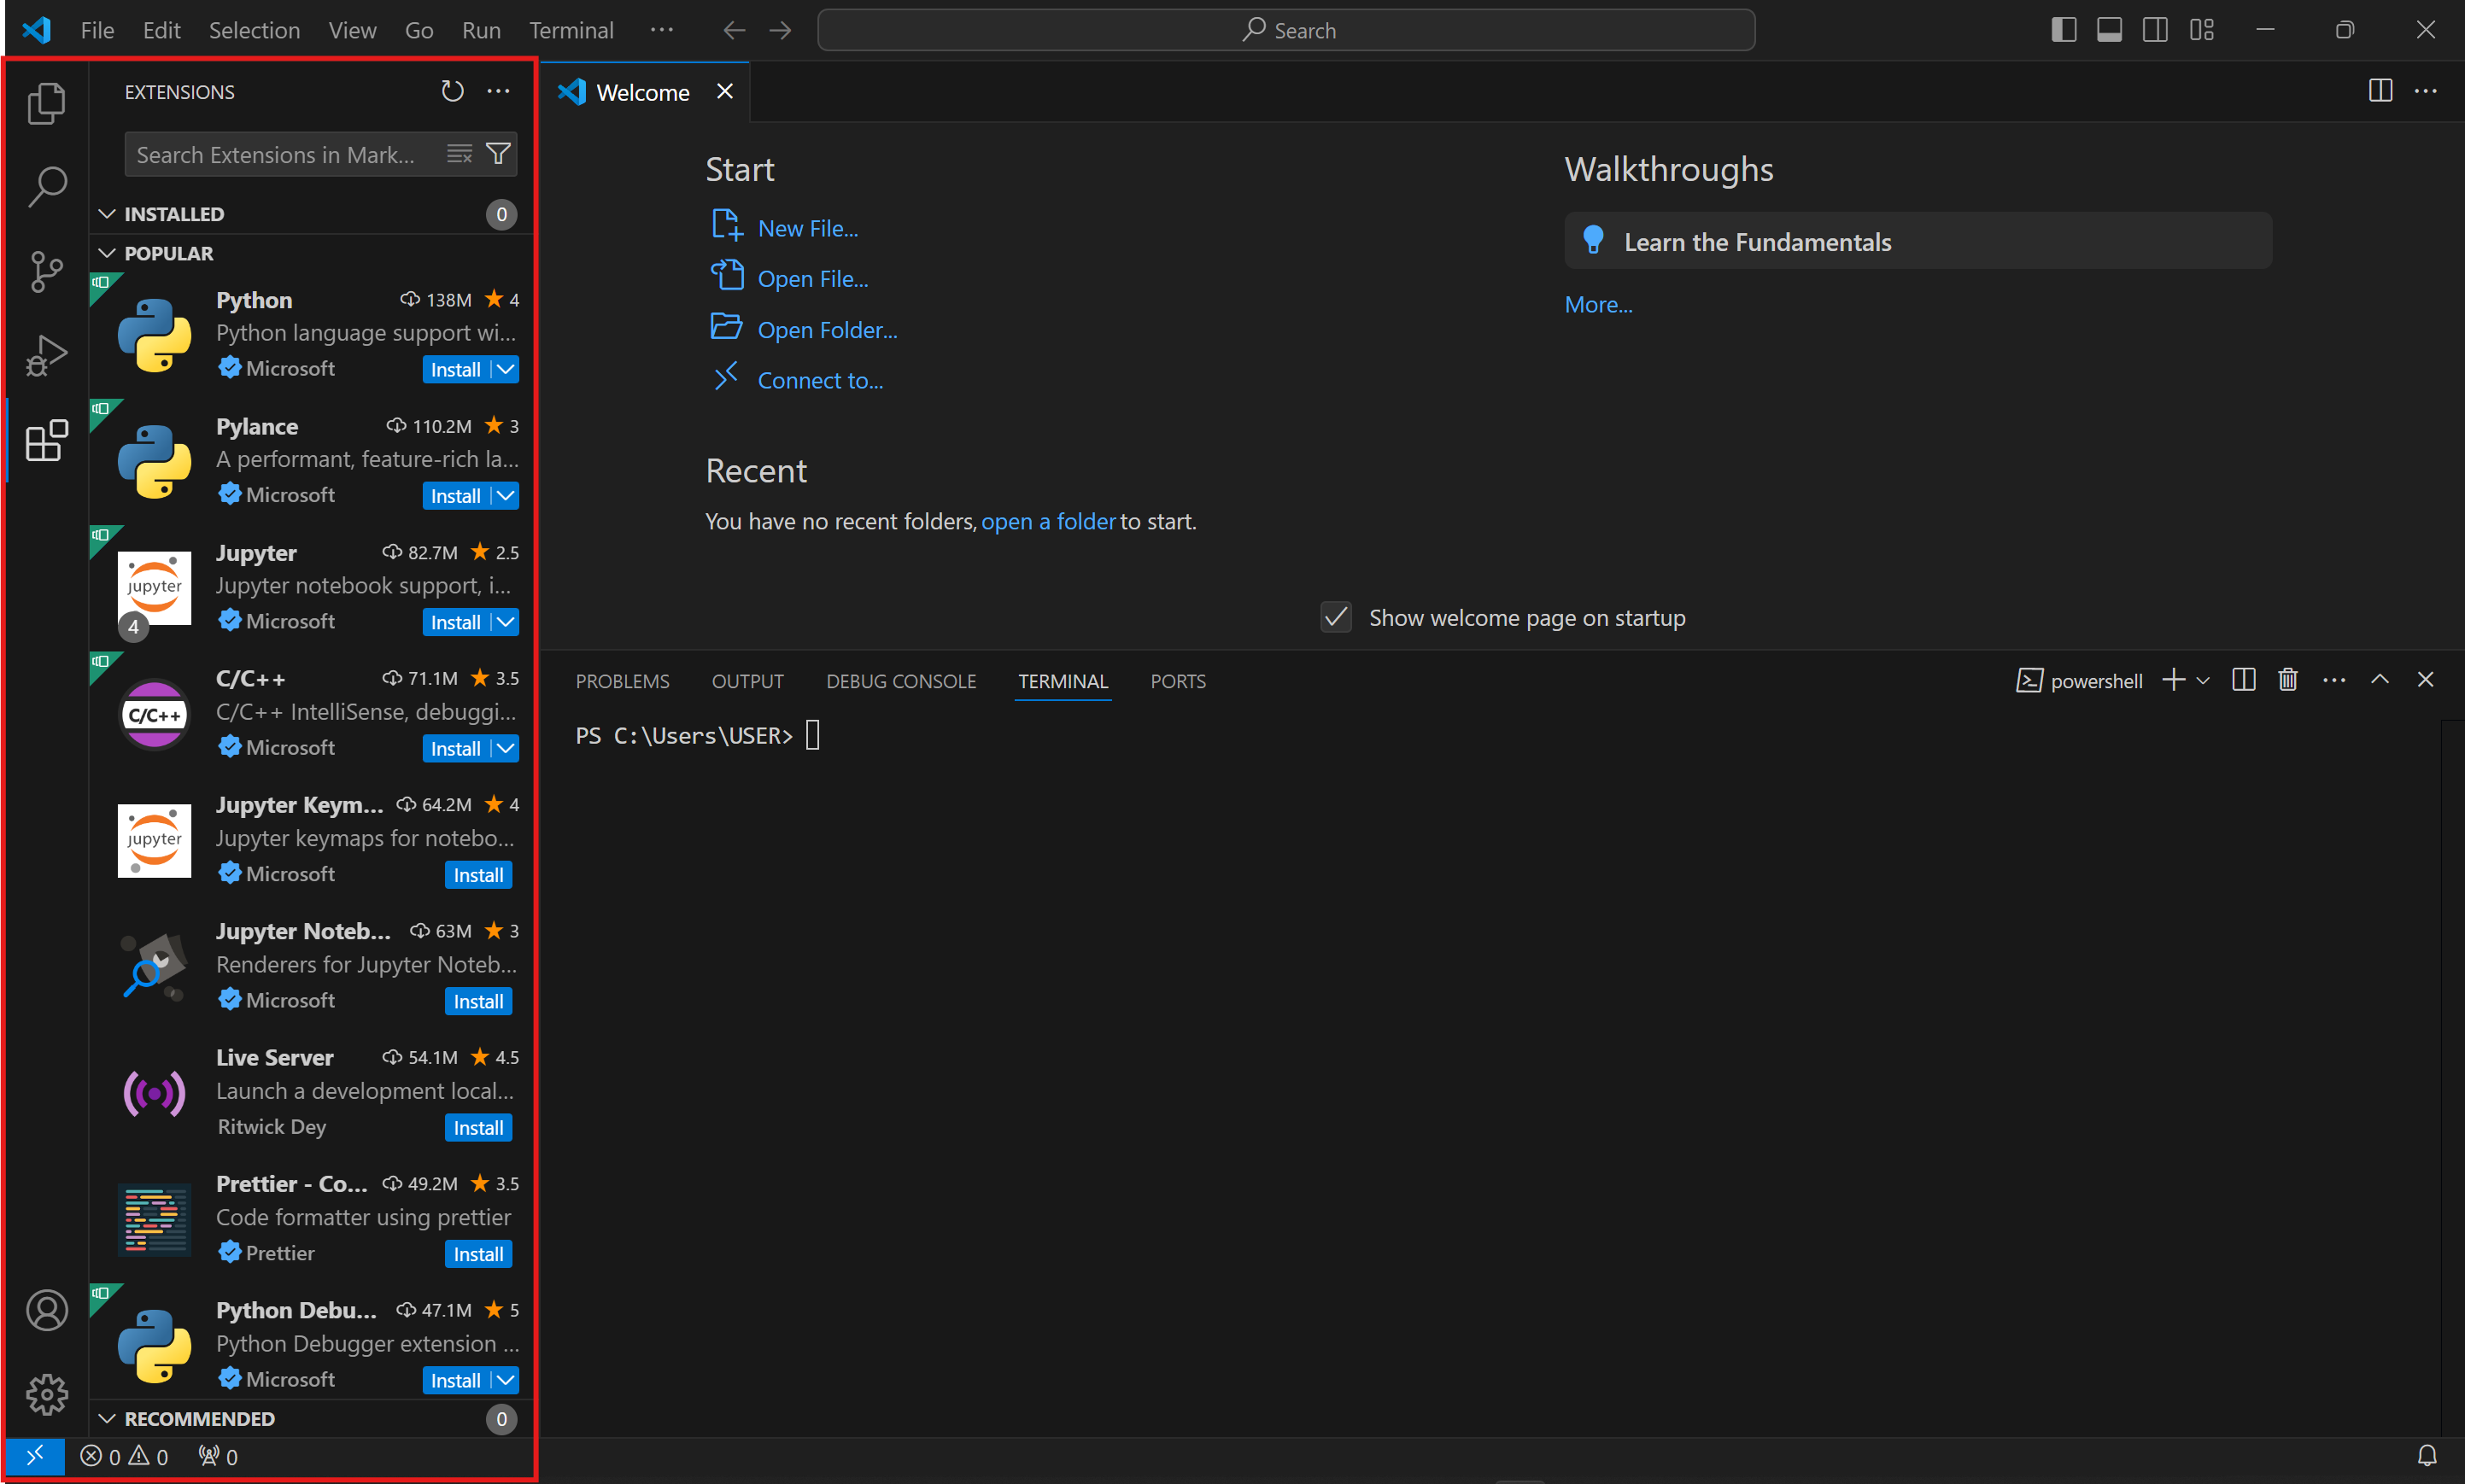 File Edit Selection View Go Run Terminal ··· Search
EXTENSIONS
Search Extensions in Mark...
INSTALLED 0
POPULAR
Python 138M 4
Python language support wi...
Microsoft Install
Pylance 110.2M 3
A performant, feature-rich la...
Microsoft Install
Jupyter 82.7M 2.5
Jupyter notebook support, i...
jupyter
4
Microsoft Install
C/C++ 71.1M 3.5
C/C++ IntelliSense, debuggi...
C/C++
Microsoft Install
Jupyter Keym... 64.2M 4
Jupyter keymaps for notebo...
jupyter
Microsoft Install
Jupyter Noteb... 63M 3
Renderers for Jupyter Noteb...
Microsoft Install
Live Server 54.1M 4.5
Launch a development local...
Ritwick Dey Install
Prettier - Co... 49.2M 3.5
Code formatter using prettier
Prettier Install
Python Debu... 47.1M 5
Python Debugger extension ...
Microsoft Install
RECOMMENDED 0
Welcome
Start
New File...
Open File...
Open Folder...
Connect to...
Recent
You have no recent folders, open a folder to start.
Walkthroughs
Learn the Fundamentals
More...
Show welcome page on startup
PROBLEMS OUTPUT DEBUG CONSOLE TERMINAL PORTS powershell
PS C:\Users\USER>
0 0 0